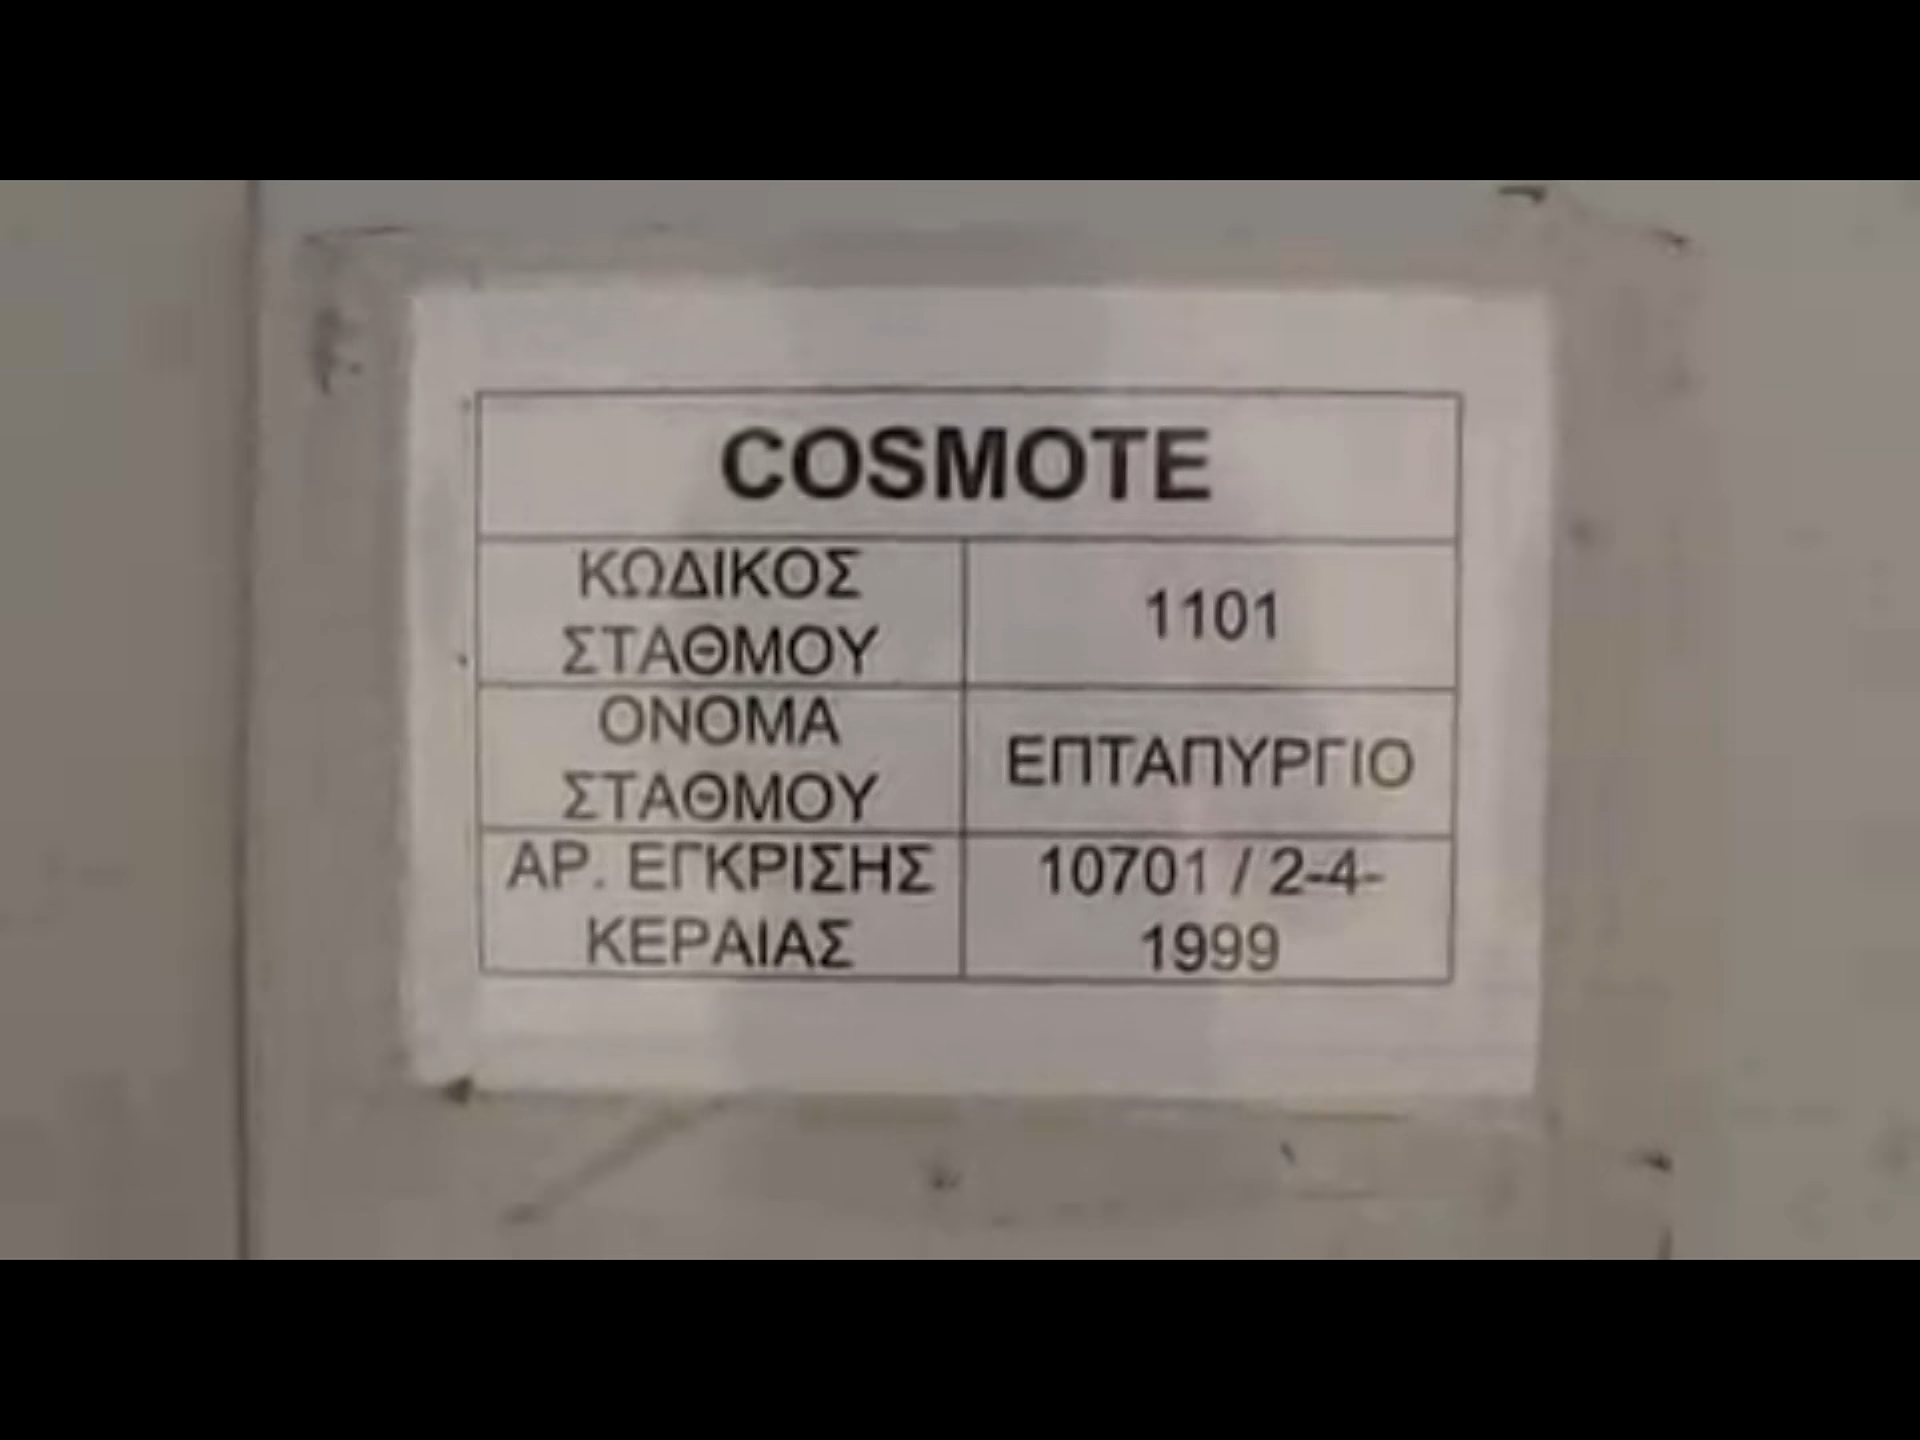 COSMOTE
ΚΩΔΙΚΟΣ
ΣΤΑΘΜΟΥ
1101
ΟΝΟΜΑ
ΣΤΑΘΜΟΥ
ΕΠΤΑΠΥΡΓΙΟ
ΑΡ. ΕΓΚΡΙΣΗΣ
ΚΕΡΑΙΑΣ
10701 / 2-4-
1999